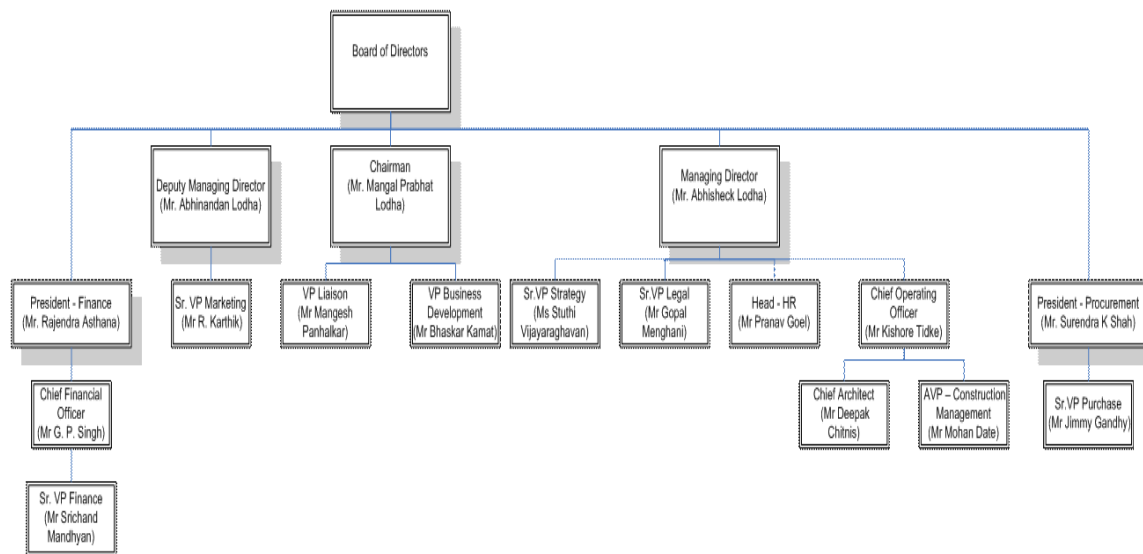 Board of Directors
Deputy Managing Director
(Mr. Abhinandan Lodha)
Chairman
(Mr. Mangal Prabhat
Lodha)
Managing Director
(Mr. Abhisheck Lodha)
President - Finance
(Mr. Rajendra Asthana)
Sr. VP Marketing
(Mr R. Karthik)
VP Liaison
(Mr Mangesh
Panhalkar)
VP Business
Development
(Mr Bhaskar Kamat)
Sr.VP Strategy
(Ms Stuthi
Vijayaraghavan)
Sr.VP Legal
(Mr Gopal
Menghani)
Head - HR
(Mr Pranav Goel)
Chief Operating
Officer
(Mr Kishore Tidke)
President - Procurement
(Mr. Surendra K Shah)
Chief Financial
Officer
(Mr G. P. Singh)
Chief Architect
(Mr Deepak
Chitnis)
AVP – Construction
Management
(Mr Mohan Date)
Sr.VP Purchase
(Mr Jimmy Gandhy)
Sr. VP Finance
(Mr Srichand
Mandhyan)